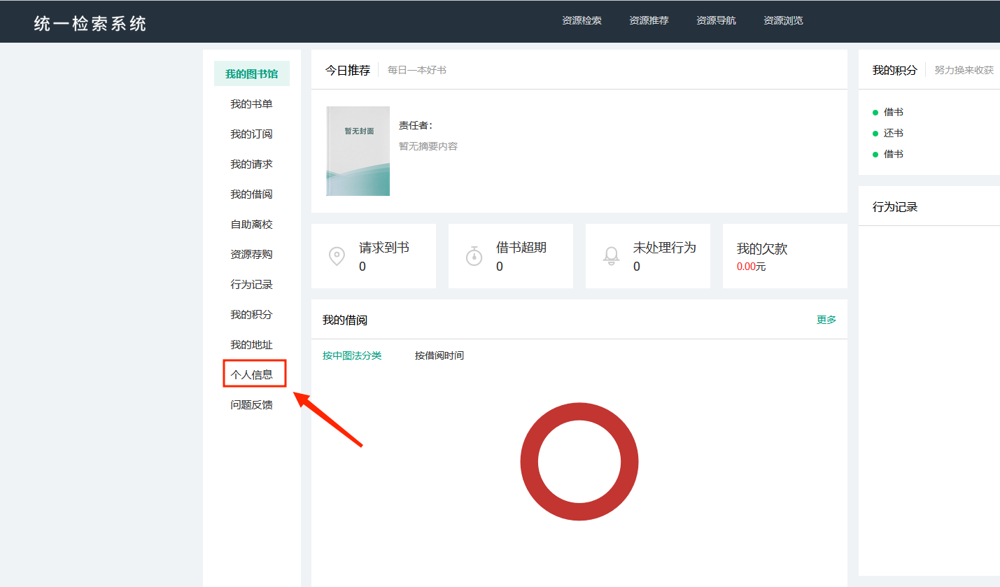 统一检索系统
资源检索
资源推荐
资源导航
资源浏览
我的图书馆
我的书单
我的订阅
我的请求
我的借阅
自助离校
资源荐购
行为记录
我的积分
我的地址
个人信息
问题反馈
今日推荐
每日一本好书
暂无封面
责任者：
暂无摘要内容
请求到书
0
借书超期
0
未处理行为
0
我的欠款
0.00元
我的借阅
更多
按中图法分类
按借阅时间
我的积分
努力换来收获
借书
还书
借书
行为记录